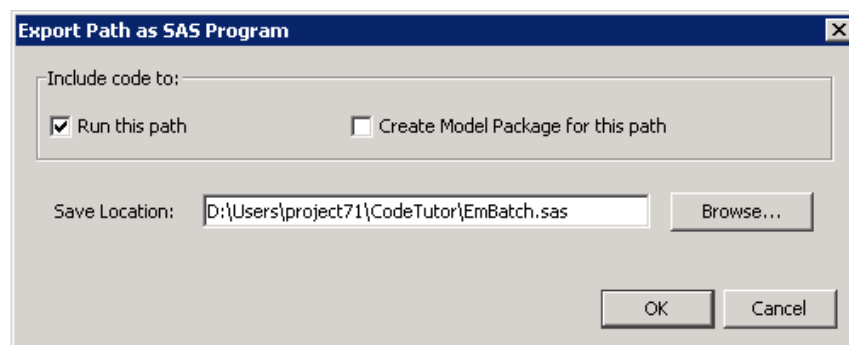 Export Path as SAS Program
Include code to:
Run this path Create Model Package for this path
Save Location: D:\Users\project71\CodeTutor\EmBatch.sas Browse...
OK Cancel